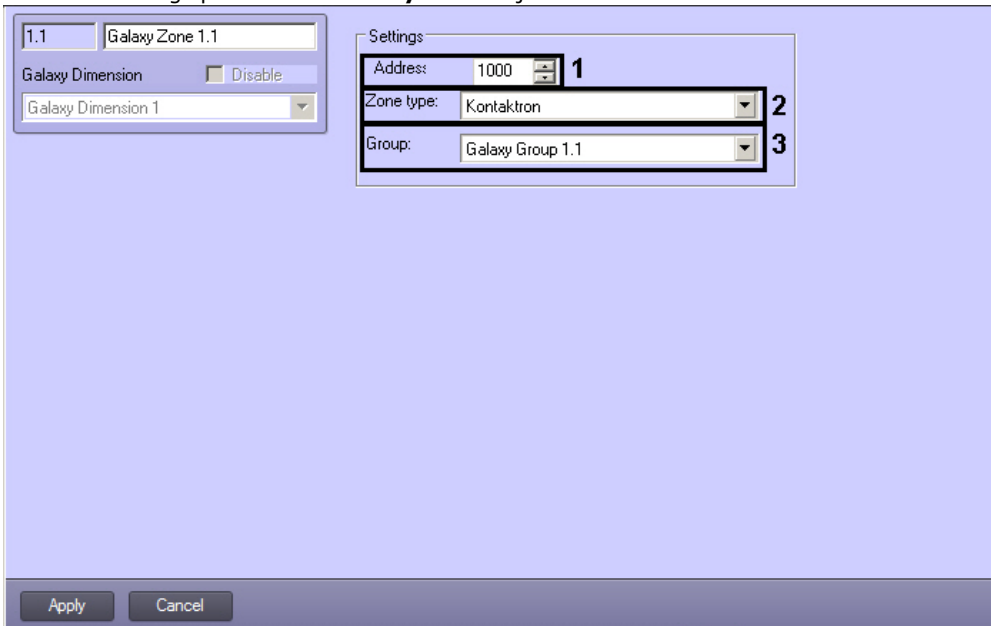 1.1 Galaxy Zone 1.1
Galaxy Dimension Disable
Galaxy Dimension 1
Settings
Address 1000 1
Zone type: Kontaktron 2
Group: Galaxy Group 1.1 3
Apply Cancel